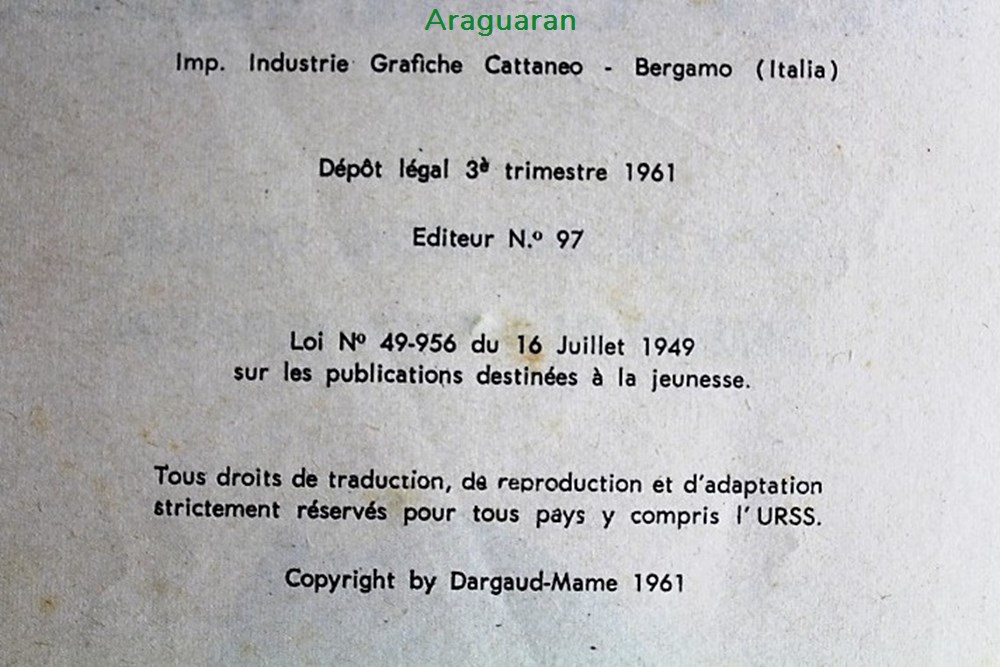 Araguaran
Imp. Industrie Grafiche Cattaneo - Bergamo (Italia)
Dépôt légal 3è trimestre 1961
Editeur N.º 97
Loi Nº 49-956 du 16 Juillet 1949
sur les publications destinées à la jeunesse.
Tous droits de traduction, de reproduction et d'adaptation
strictement réservés pour tous pays y compris l'URSS.
Copyright by Dargaud-Mame 1961